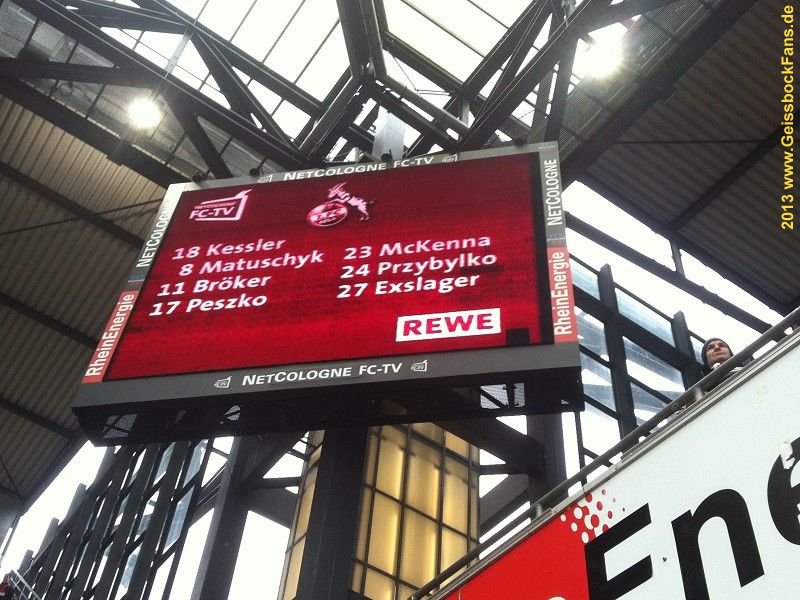 NETCOLOGNE FC-TV
FC-TV
18 Kessler
8 Matuschyk
11 Bröker
17 Peszko
23 McKenna
24 Przybylko
27 Exslager
REWE
NETCOLOGNE
RheinEnergie
NETCOLOGNE
RheinEnergie
NETCOLOGNE FC-TV
NETCOLOGNE
Ene
2013 www.GeissbockFans.de